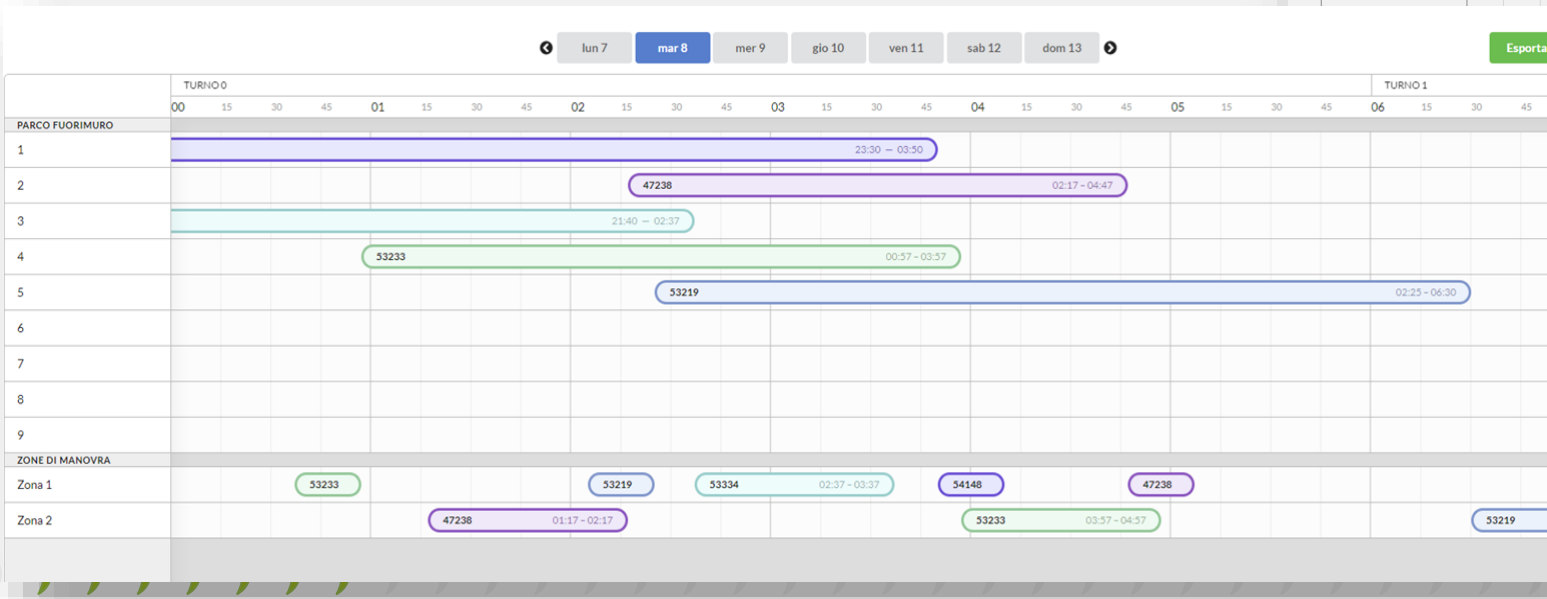 lun 7 mar 8 mer 9 gio 10 ven 11 sab 12 dom 13 Esporta
TURNO 0 TURNO 1
00 15 30 45 01 15 30 45 02 15 30 45 03 15 30 45 04 15 30 45 05 15 30 45 06 15 30 45
PARCO FUORIMURO
1 23:30 — 03:50
2 47238 02:17 - 04:47
3 21:40 — 02:37
4 53233 00:57 - 03:57
5 53219 02:25 - 06:30
6
7
8
9
ZONE DI MANOVRA
Zona 1 53233 53219 53334 02:37 - 03:37 54148 47238
Zona 2 47238 01:17 - 02:17 53233 03:57 - 04:57 53219